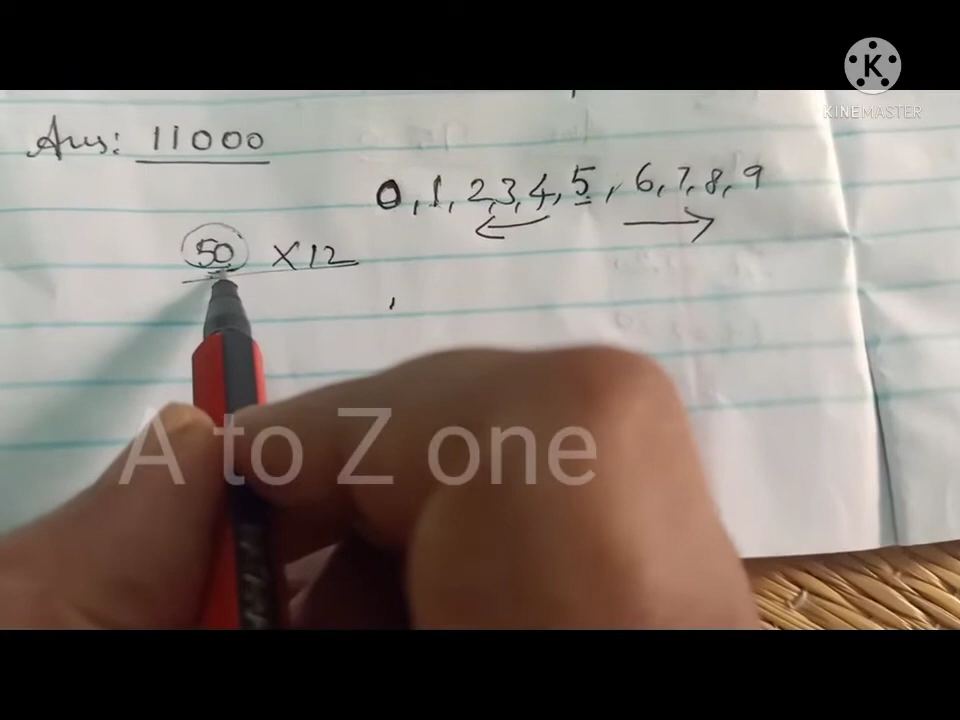 K
KINEMASTER
Ans: 11000
0, 1, 2, 3, 4, 5, 6, 7, 8, 9
50 X 12
A to Z one